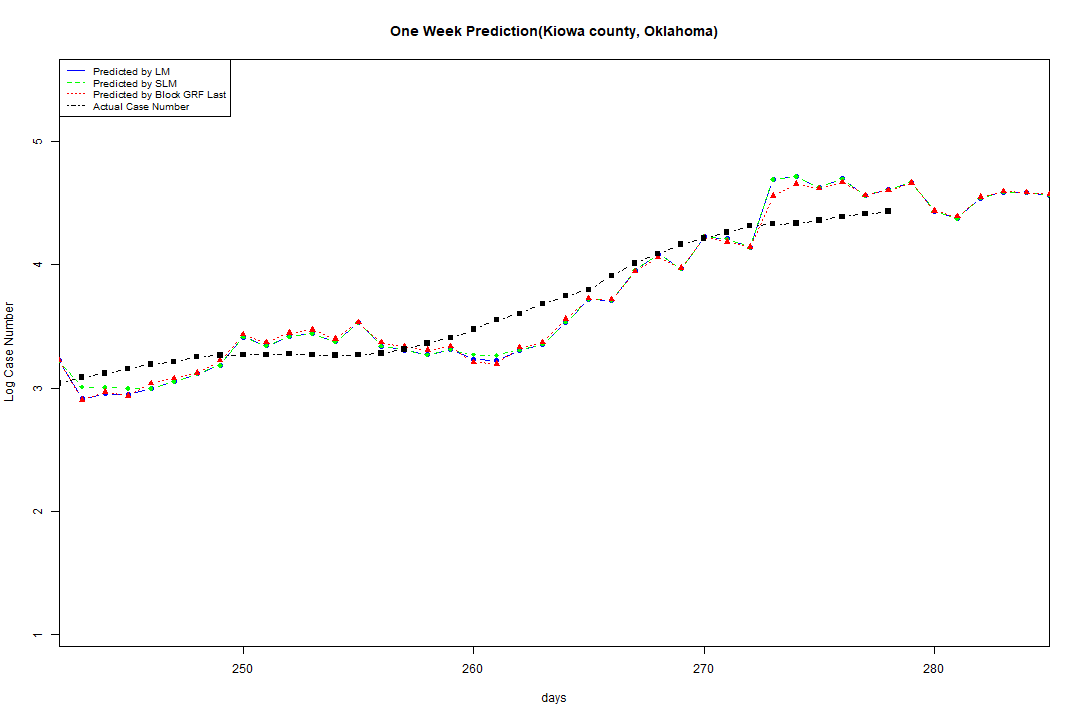 One Week Prediction(Kiowa county, Oklahoma)
Predicted by LM
Predicted by SLM
Predicted by Block GRF Last
Actual Case Number
5
4
3
2
1
Log Case Number
250
260
270
280
days